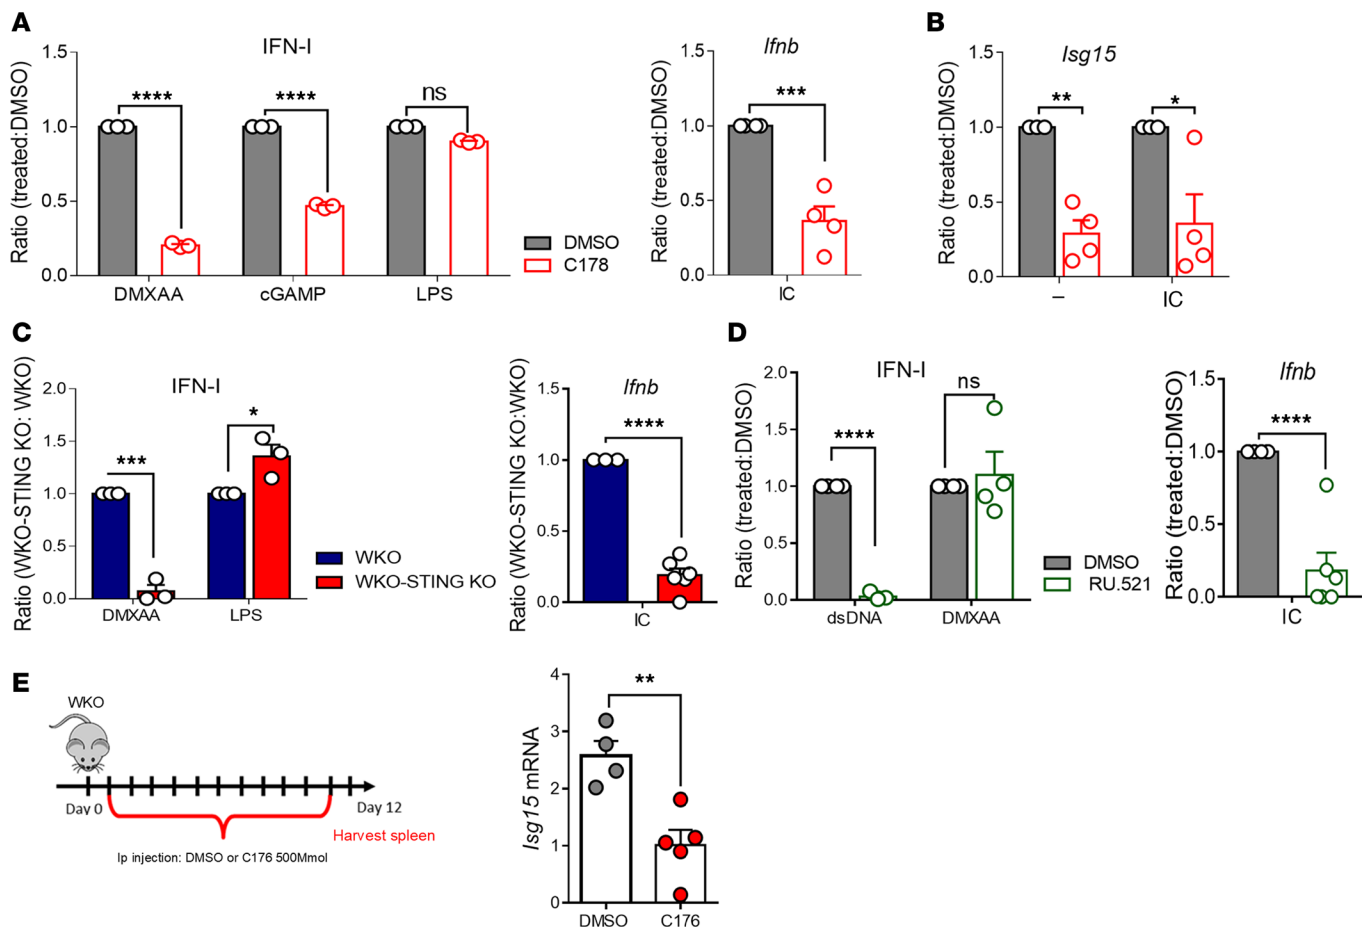 A
IFN-I
Ratio (treated:DMSO)
1.5
1.0
0.5
0.0
****
****
ns
DMXAA
cGAMP
LPS
DMSO
C178
Ifnb
Ratio (treated:DMSO)
1.5
1.0
0.5
0.0
***
IC
B
Isg15
Ratio (treated:DMSO)
1.5
1.0
0.5
0.0
**
*
–
IC
C
IFN-I
Ratio (WKO-STING KO: WKO)
2.0
1.5
1.0
0.5
0.0
***
*
DMXAA
LPS
WKO
WKO-STING KO
Ifnb
Ratio (WKO-STING KO:WKO)
1.5
1.0
0.5
0.0
****
IC
D
IFN-I
Ratio (treated:DMSO)
2.0
1.5
1.0
0.5
0.0
****
ns
dsDNA
DMXAA
DMSO
RU.521
Ifnb
Ratio (treated:DMSO)
1.5
1.0
0.5
0.0
****
IC
E
WKO
Day 0
Day 12
Harvest spleen
Ip injection: DMSO or C176 500Mmol
Isg15 mRNA
4
3
2
1
0
**
DMSO
C176